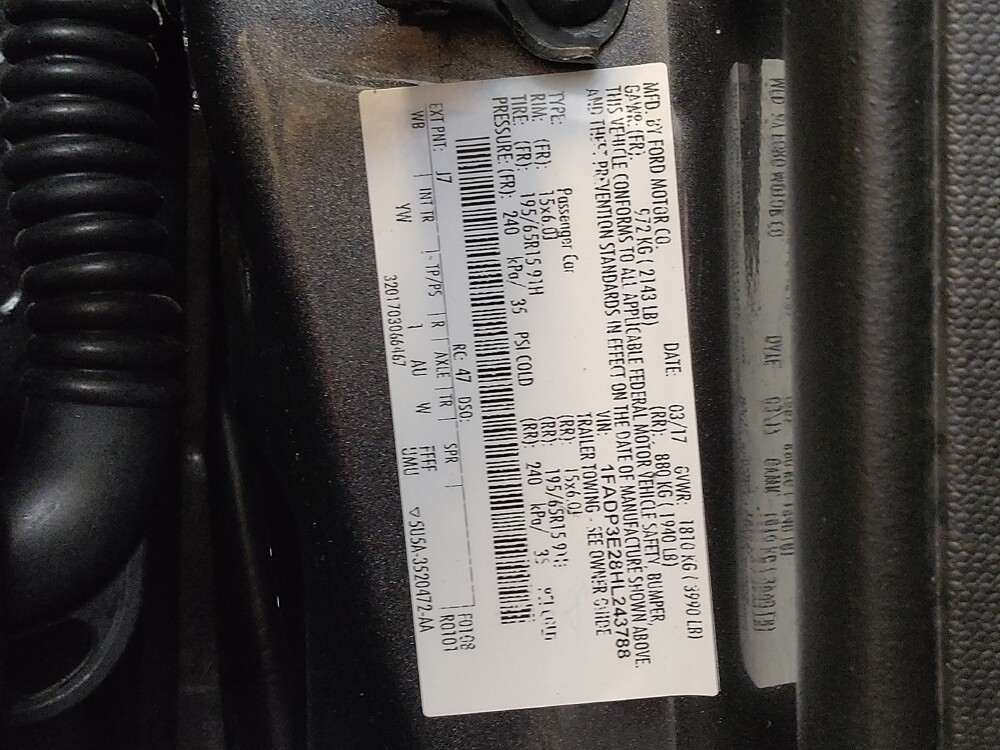 MFD. BY FORD MOTOR CO.
DATE: 03/17 GVWR: 1810 KG ( 3990 LB)
GAWR: (FR): 972 KG ( 2143 LB) (RR): 880 KG ( 1940 LB)
THIS VEHICLE CONFORMS TO ALL APPLICABLE FEDERAL MOTOR VEHICLE SAFETY, BUMPER,
AND THEFT PREVENTION STANDARDS IN EFFECT ON THE DATE OF MANUFACTURE SHOWN ABOVE.
VIN: 1FADP3E28HL243788
TYPE: Passenger Car TRAILER TOWING - SEE OWNER GUIDE
RIM: (FR): 15x6.0J (RR): 15x6.0J
TIRE: (FR): 195/65R15 91H (RR): 195/65R15 91H
PRESSURE: (FR): 240 kPa/ 35 PSI COLD (RR): 240 kPa/ 35 PSI COLD
RC: 47 DSO: F0108
EXT PNT: J7 R0101
INT TR TP/PS R AXLE TR SPR
WB YW 1 AU W FFFF
UMU
3201703066467 ▽5U5A-3520472-AA